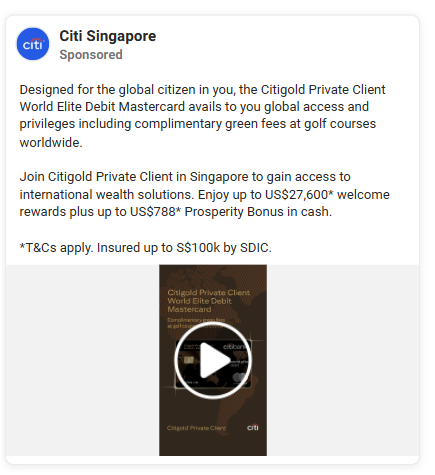 citi
Citi Singapore
Sponsored
Designed for the global citizen in you, the Citigold Private Client
World Elite Debit Mastercard avails to you global access and
privileges including complimentary green fees at golf courses
worldwide.
Join Citigold Private Client in Singapore to gain access to
international wealth solutions. Enjoy up to US$27,600* welcome
rewards plus up to US$788* Prosperity Bonus in cash.
*T&Cs apply. Insured up to S$100k by SDIC.
Citigold Private Client
World Elite Debit
Mastercard
Complimentary green fees
at golf
citibank
Citigold Private Client
citi